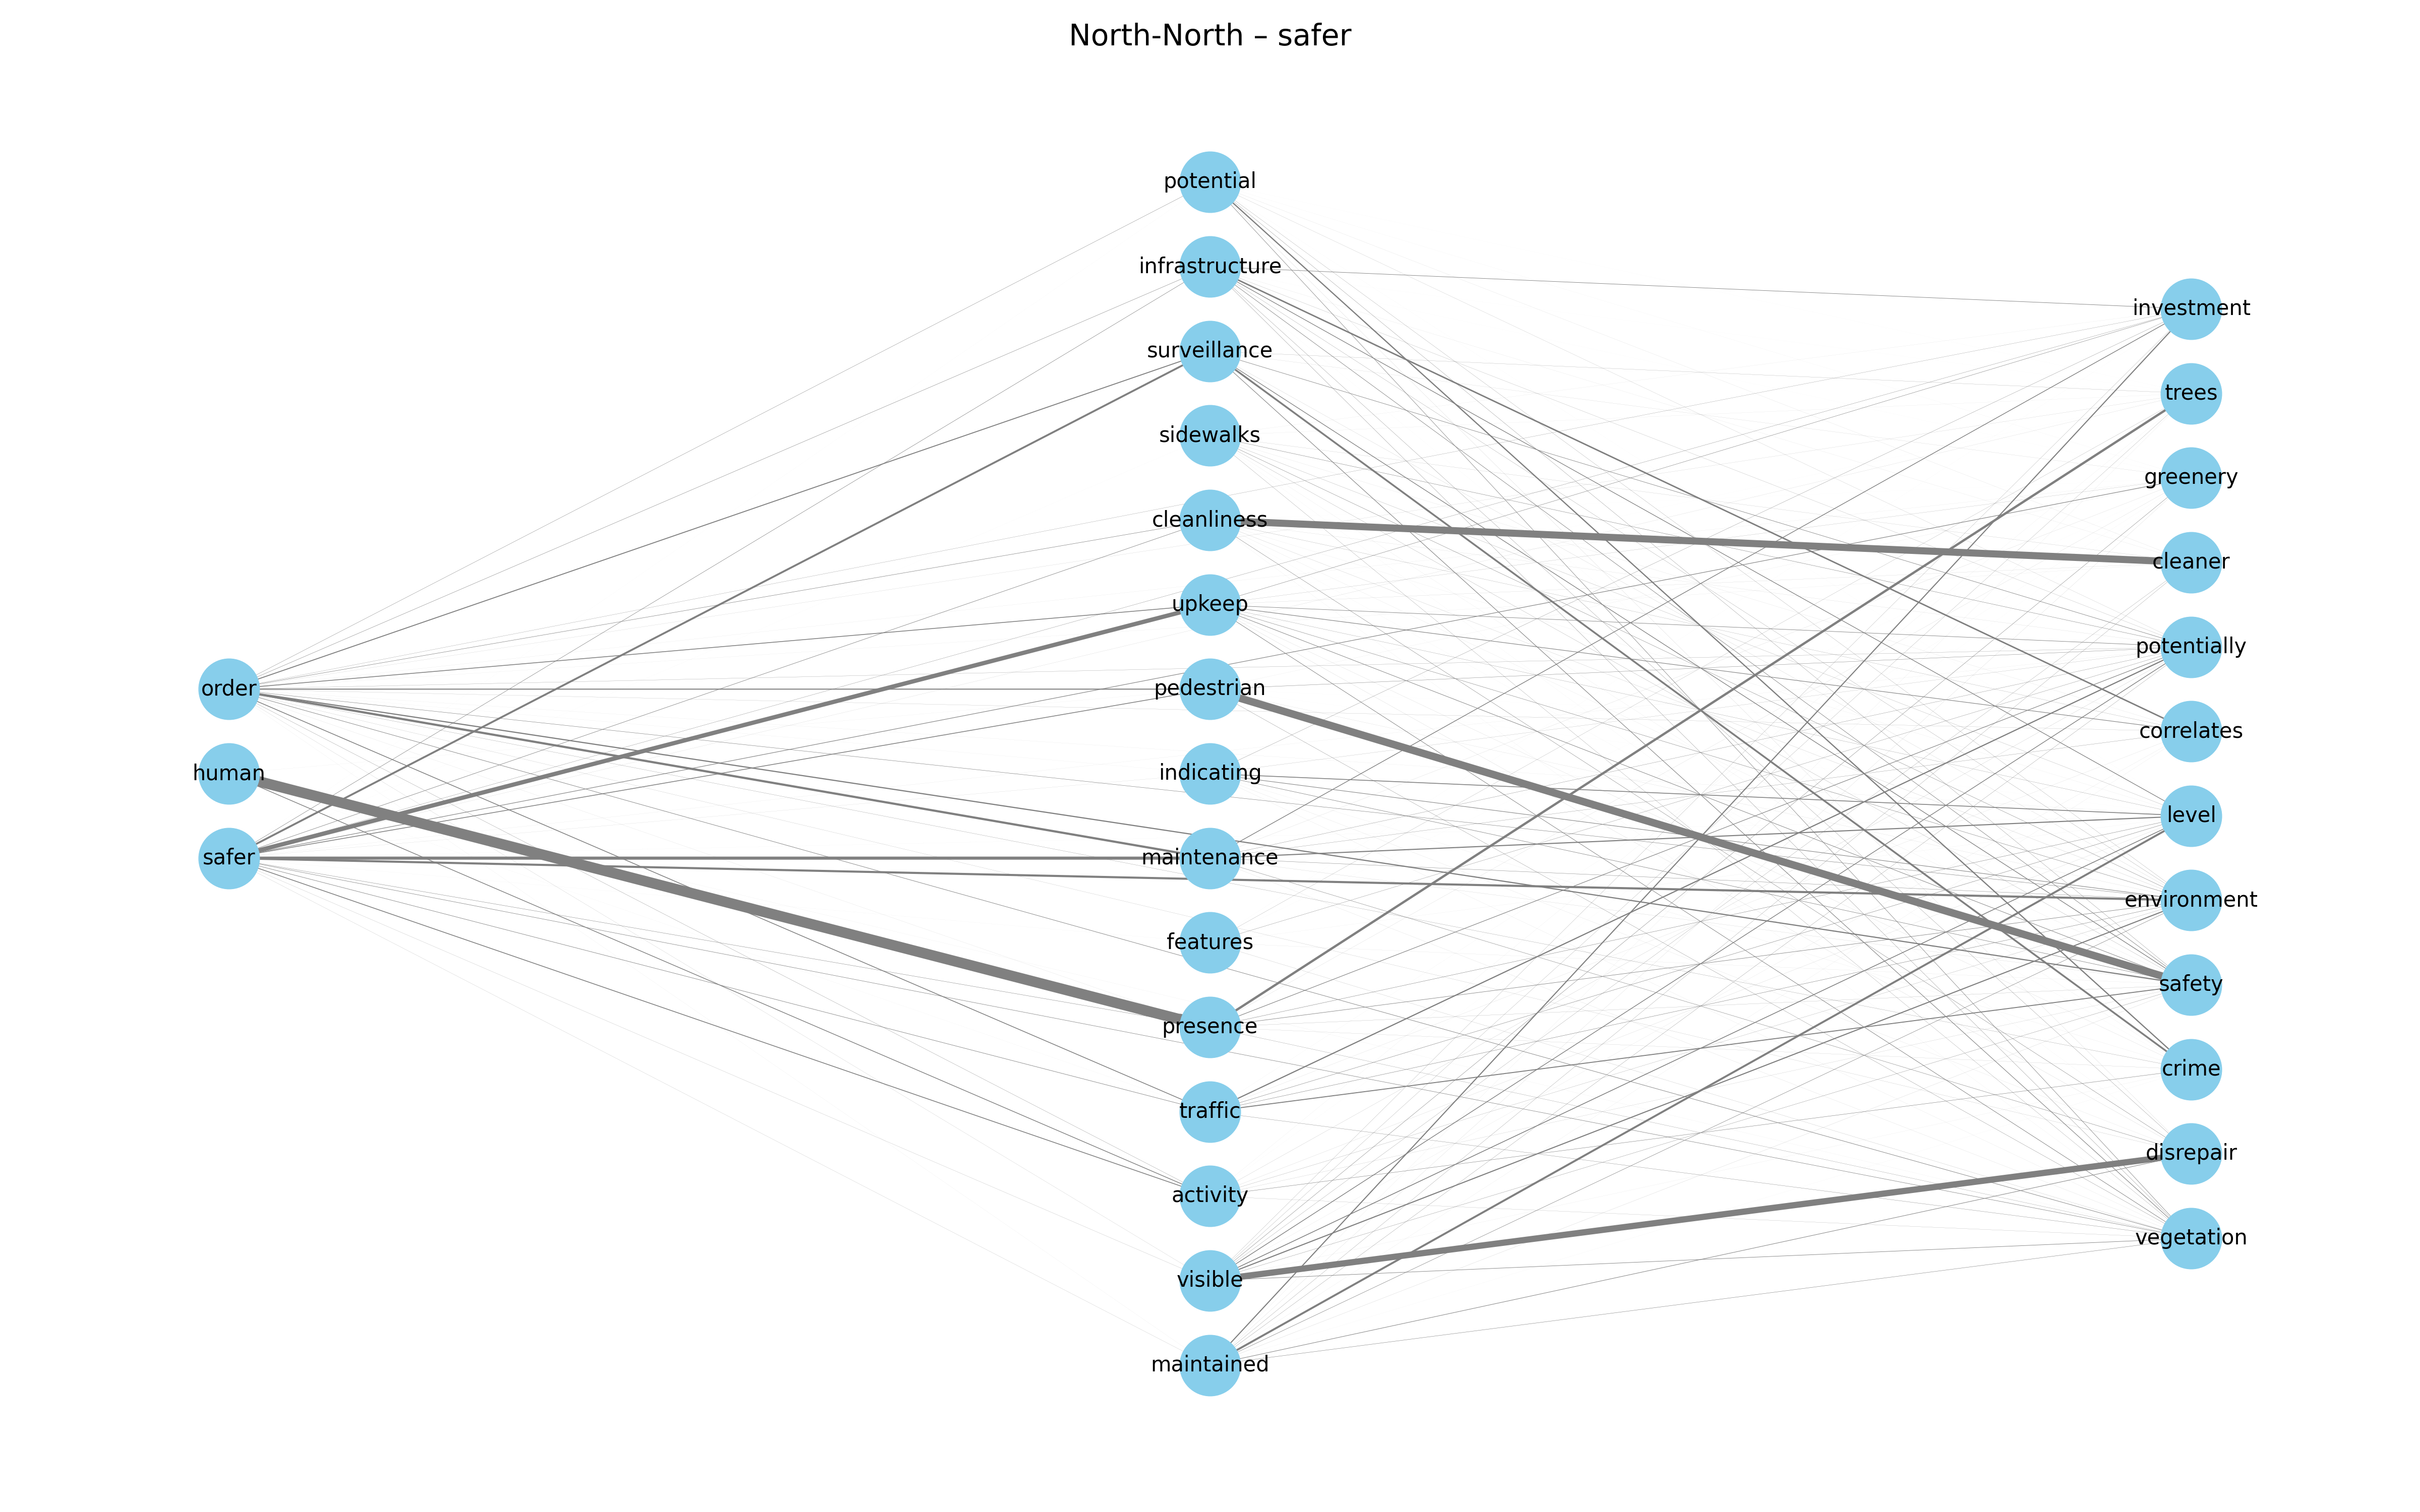 North-North – safer
order
human
safer
potential
infrastructure
surveillance
sidewalks
cleanliness
upkeep
pedestrian
indicating
maintenance
features
presence
traffic
activity
visible
maintained
investment
trees
greenery
cleaner
potentially
correlates
level
environment
safety
crime
disrepair
vegetation